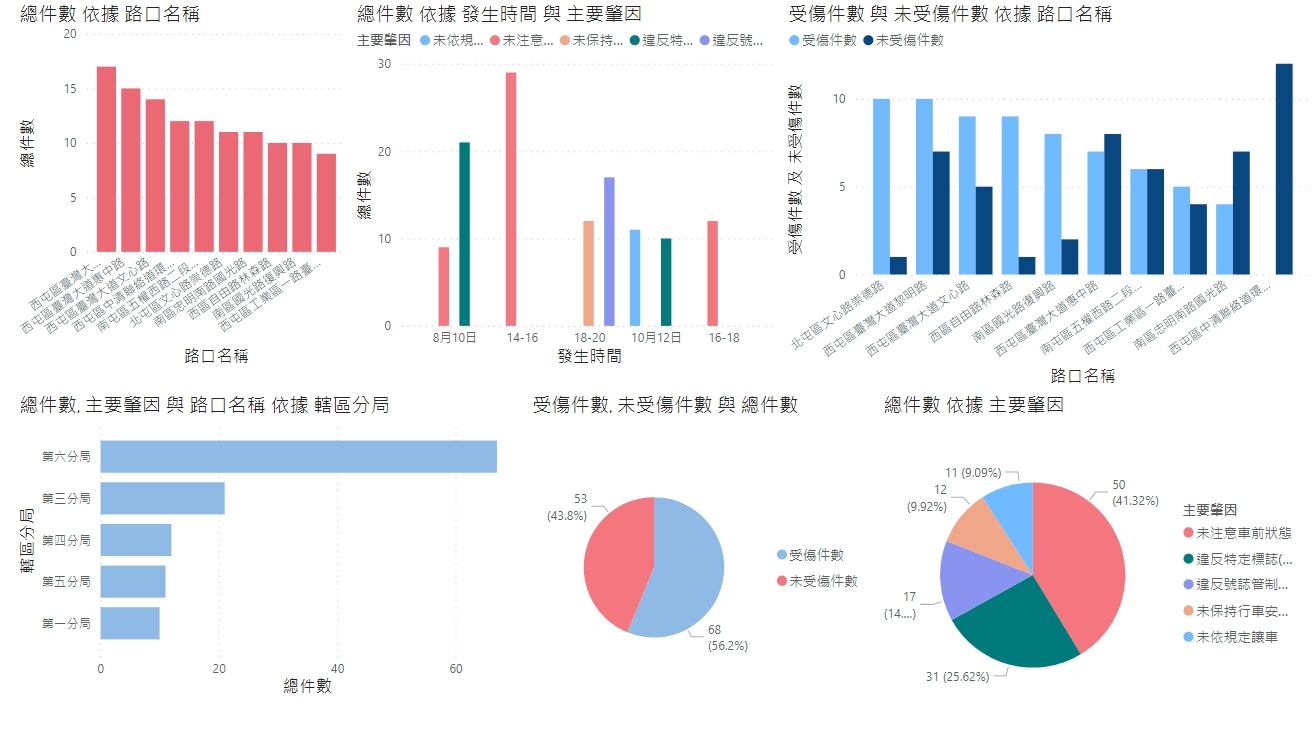 總件數 依據 路口名稱
20
15
10
5
0
總件數
西屯區臺灣大...
西屯區臺灣大道惠中路
西屯區臺灣大道文心路
西屯區中清聯絡道環...
南屯區五權西路二段...
北屯區文心路崇德路
南區忠明南路國光路
西區自由路林森路
南區國光路復興路
西屯區工業區一路臺...
路口名稱
總件數 依據 發生時間 與 主要肇因
主要肇因 未依規... 未注意... 未保持... 違反特... 違反號...
30
20
10
0
總件數
8月10日 14-16 18-20 10月12日 16-18
發生時間
受傷件數 與 未受傷件數 依據 路口名稱
受傷件數 未受傷件數
10
5
0
受傷件數 及 未受傷件數
北屯區文心路崇德路
西屯區臺灣大道黎明路
西屯區臺灣大道文心路
西區自由路林森路
南區國光路復興路
西屯區臺灣大道惠中路
南屯區五權西路二段...
西屯區工業區一路臺...
南區忠明南路國光路
西屯區中清聯絡道環...
路口名稱
總件數, 主要肇因 與 路口名稱 依據 轄區分局
轄區分局
第六分局
第三分局
第四分局
第五分局
第一分局
0 20 40 60
總件數
受傷件數, 未受傷件數 與 總件數
53
(43.8%)
68
(56.2%)
受傷件數
未受傷件數
總件數 依據 主要肇因
11 (9.09%)
12
(9.92%)
17
(14....)
31 (25.62%)
50
(41.32%)
主要肇因
未注意車前狀態
違反特定標誌(...
違反號誌管制...
未保持行車安...
未依規定讓車